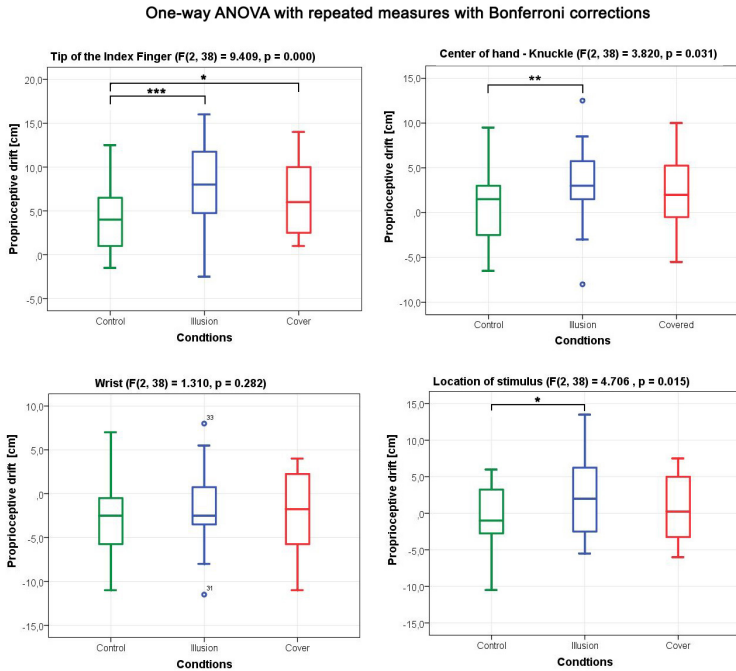 One-way ANOVA with repeated measures with Bonferroni corrections
Tip of the Index Finger (F(2, 38) = 9.409, p = 0.000)
Proprioceptive drift [cm]
20,0
15,0
10,0
5,0
,0
-5,0
*
***
Control Illusion Cover
Condtions
Center of hand - Knuckle (F(2, 38) = 3.820, p = 0.031)
Proprioceptive drift [cm]
15,0
10,0
5,0
,0
-5,0
-10,0
**
Control Illusion Covered
Condtions
Wrist (F(2, 38) = 1.310, p = 0.282)
Proprioceptive drift [cm]
10,0
5,0
,0
-5,0
-10,0
-15,0
33
31
Control Illusion Cover
Condtions
Location of stimulus (F(2, 38) = 4.706 , p = 0.015)
Proprioceptive drift [cm]
15,0
10,0
5,0
,0
-5,0
-10,0
-15,0
*
Control Illusion Cover
Condtions